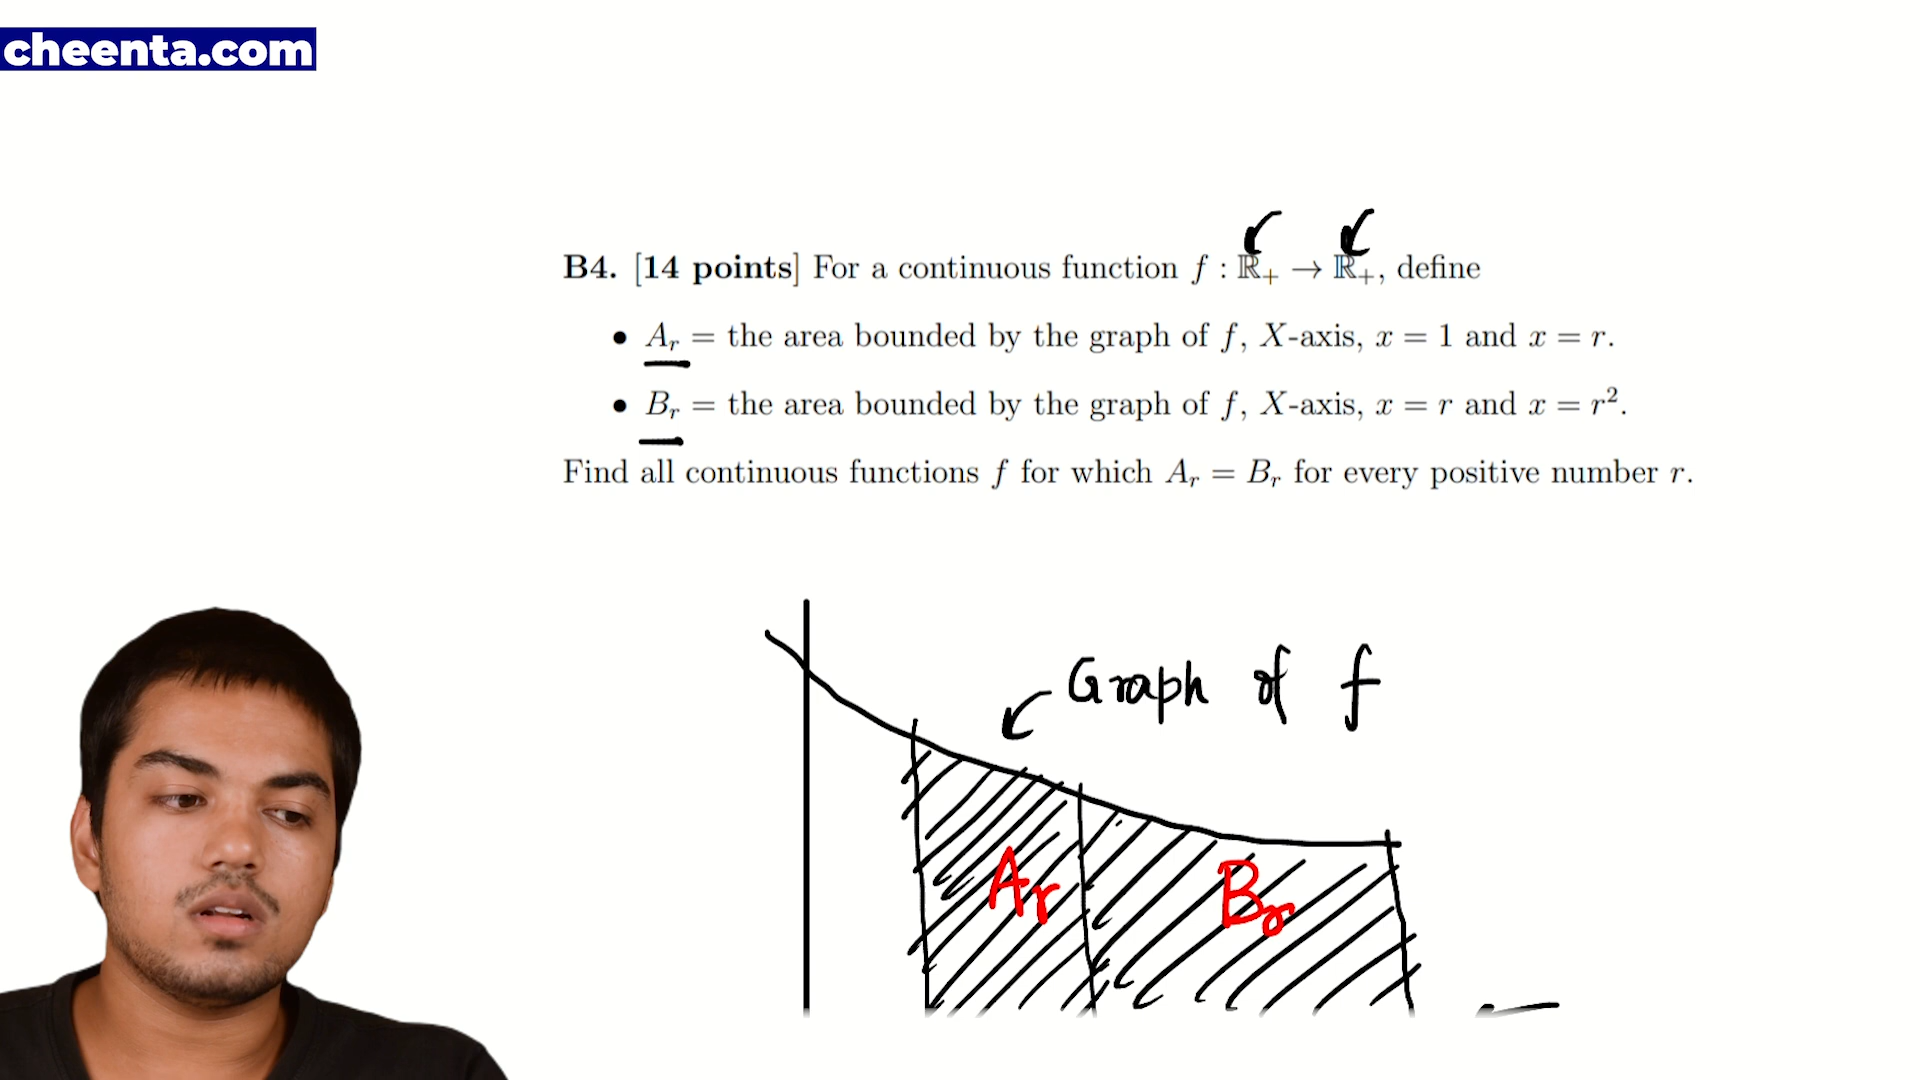 cheenta.com
B4. [14 points] For a continuous function f : ℝ₊ → ℝ₊, define
• Aᵣ = the area bounded by the graph of f, X-axis, x = 1 and x = r.
• Bᵣ = the area bounded by the graph of f, X-axis, x = r and x = r².
Find all continuous functions f for which Aᵣ = Bᵣ for every positive number r.
Graph of f
Aᵣ
Bᵣ